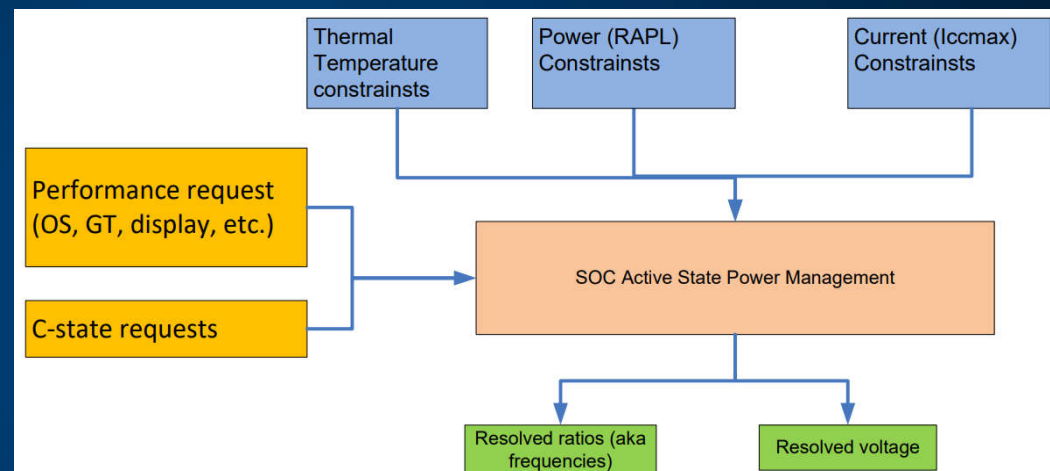 Thermal
Temperature
constrainsts
Power (RAPL)
Constrainsts
Current (Iccmax)
Constrainsts
Performance request
(OS, GT, display, etc.)
C-state requests
SOC Active State Power Management
Resolved ratios (aka
frequencies)
Resolved voltage